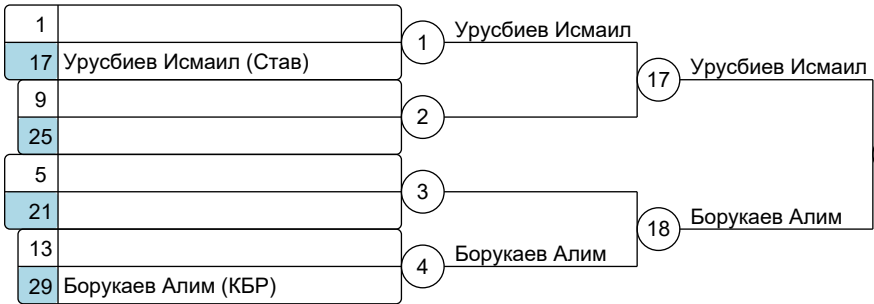 1
17 Урусбиев Исмаил (Став)
9
25
5
21
13
29 Борукаев Алим (КБР)
1 Урусбиев Исмаил
2
3
4 Борукаев Алим
17 Урусбиев Исмаил
18 Борукаев Алим